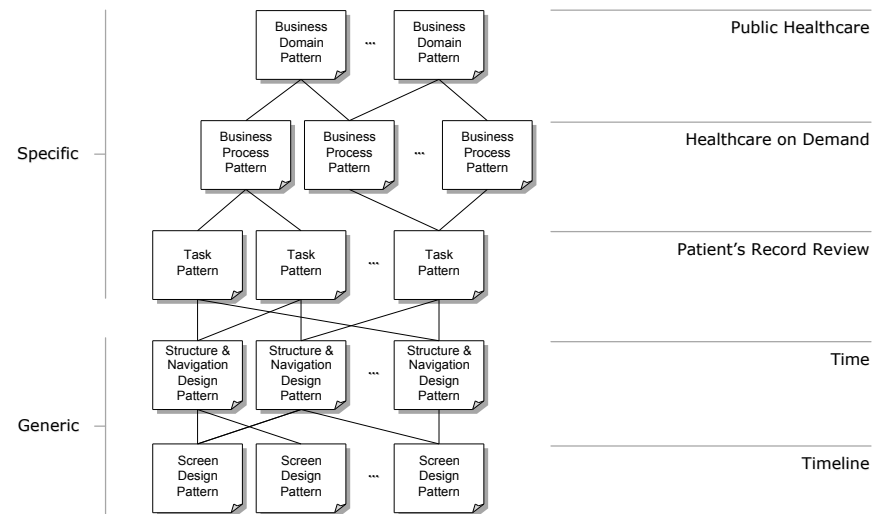 Business
Domain
Pattern
...
Business
Domain
Pattern
Public Healthcare
Specific
Business
Process
Pattern
Business
Process
Pattern
...
Business
Process
Pattern
Healthcare on Demand
Task
Pattern
Task
Pattern
...
Task
Pattern
Patient’s Record Review
Generic
Structure &
Navigation
Design
Pattern
Structure &
Navigation
Design
Pattern
...
Structure &
Navigation
Design
Pattern
Time
Screen
Design
Pattern
Screen
Design
Pattern
...
Screen
Design
Pattern
Timeline